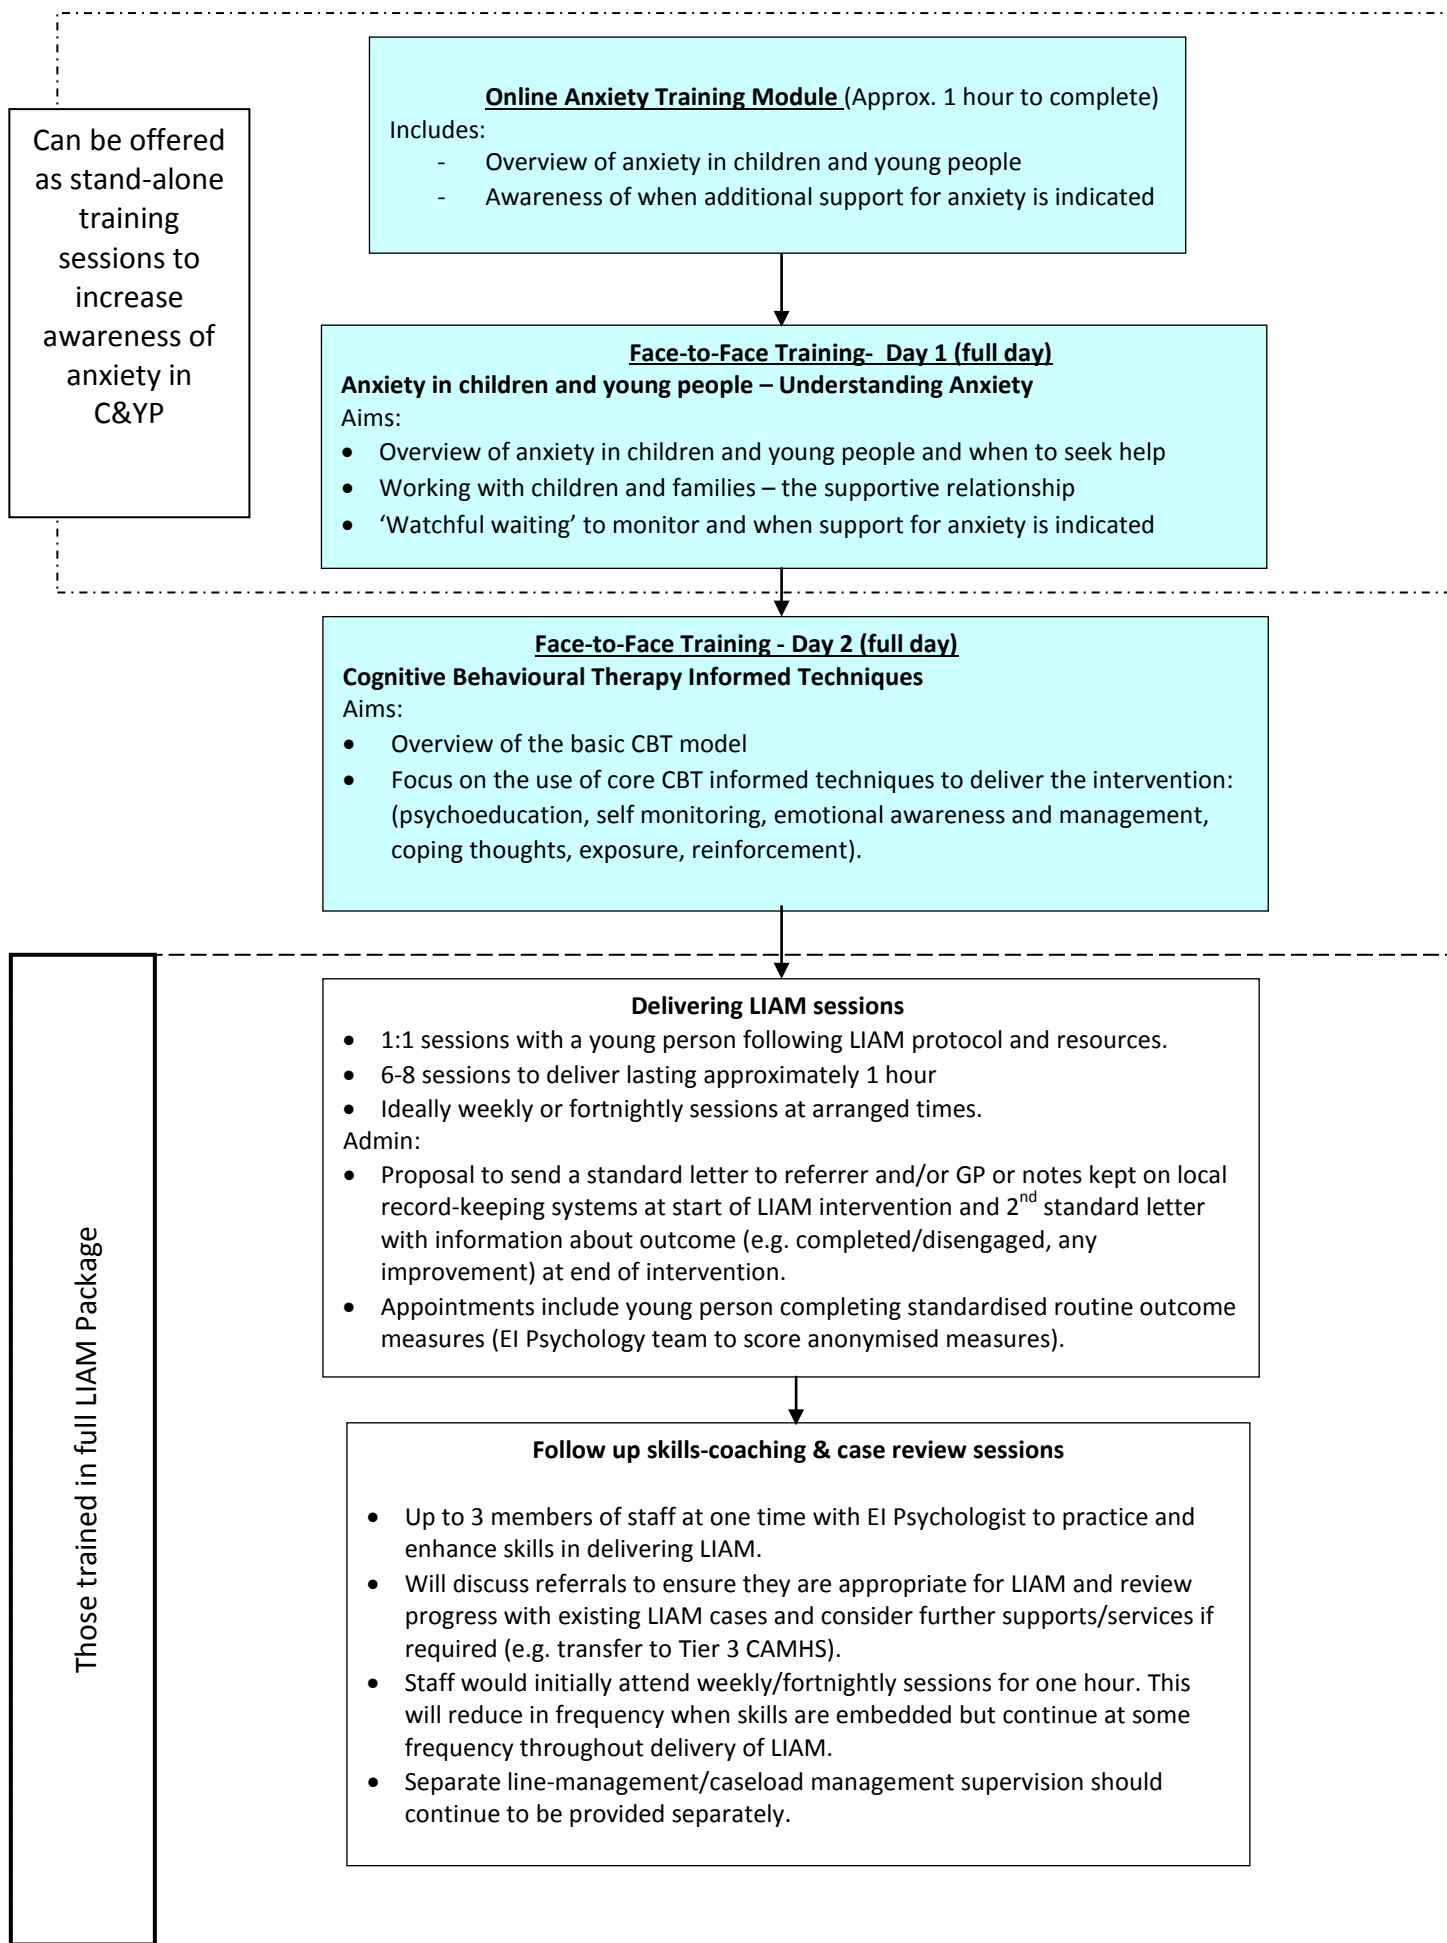 Online Anxiety Training Module (Approx. 1 hour to complete)
Includes:
- Overview of anxiety in children and young people
- Awareness of when additional support for anxiety is indicated
Can be offered
as stand-alone
training
sessions to
increase
awareness of
anxiety in
C&YP
Face-to-Face Training-  Day 1 (full day)
Anxiety in children and young people – Understanding Anxiety
Aims:
• Overview of anxiety in children and young people and when to seek help
• Working with children and families – the supportive relationship
• ‘Watchful waiting’ to monitor and when support for anxiety is indicated
Face-to-Face Training - Day 2 (full day)
Cognitive Behavioural Therapy Informed Techniques
Aims:
• Overview of the basic CBT model
• Focus on the use of core CBT informed techniques to deliver the intervention:
(psychoeducation, self monitoring, emotional awareness and management,
coping thoughts, exposure, reinforcement).
Those trained in full LIAM Package
Delivering LIAM sessions
• 1:1 sessions with a young person following LIAM protocol and resources.
• 6-8 sessions to deliver lasting approximately 1 hour
• Ideally weekly or fortnightly sessions at arranged times.
Admin:
• Proposal to send a standard letter to referrer and/or GP or notes kept on local
record-keeping systems at start of LIAM intervention and 2nd standard letter
with information about outcome (e.g. completed/disengaged, any
improvement) at end of intervention.
• Appointments include young person completing standardised routine outcome
measures (EI Psychology team to score anonymised measures).
Follow up skills-coaching & case review sessions
• Up to 3 members of staff at one time with EI Psychologist to practice and
enhance skills in delivering LIAM.
• Will discuss referrals to ensure they are appropriate for LIAM and review
progress with existing LIAM cases and consider further supports/services if
required (e.g. transfer to Tier 3 CAMHS).
• Staff would initially attend weekly/fortnightly sessions for one hour. This
will reduce in frequency when skills are embedded but continue at some
frequency throughout delivery of LIAM.
• Separate line-management/caseload management supervision should
continue to be provided separately.